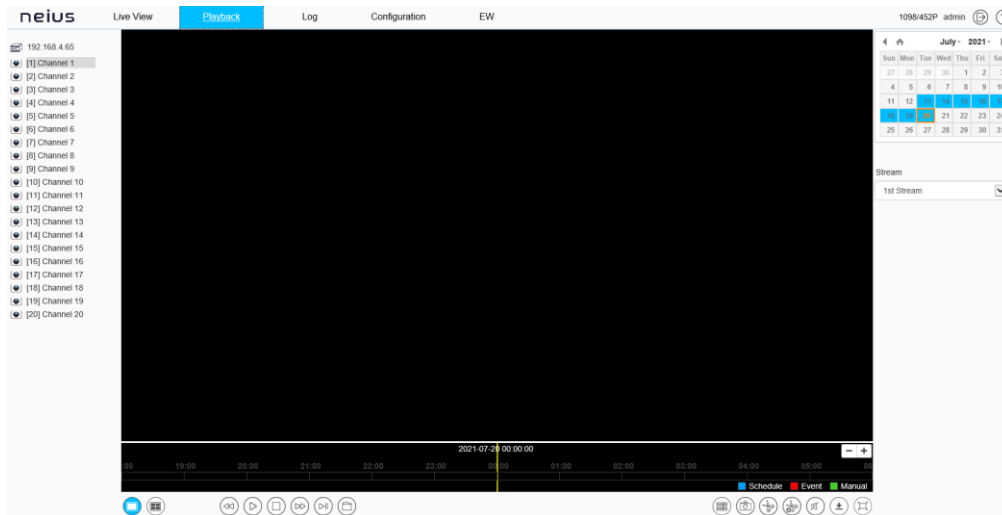 neius Live View Playback Log Configuration EW 1098/452P admin
192.168.4.65
[1] Channel 1
[2] Channel 2
[3] Channel 3
[4] Channel 4
[5] Channel 5
[6] Channel 6
[7] Channel 7
[8] Channel 8
[9] Channel 9
[10] Channel 10
[11] Channel 11
[12] Channel 12
[13] Channel 13
[14] Channel 14
[15] Channel 15
[16] Channel 16
[17] Channel 17
[18] Channel 18
[19] Channel 19
[20] Channel 20
July 2021
Sun Mon Tue Wed Thu Fri Sa
27 28 29 30 1 2 3
4 5 6 7 8 9 10
11 12 13 14 15 16
18 19 20 21 22 23
25 26 27 28 29 30
Stream
1st Stream
2021-07-20 00:00:00
:00 19:00 20:00 21:00 22:00 23:00 00:00 01:00 02:00 03:00 04:00 05:00 06
Schedule Event Manual